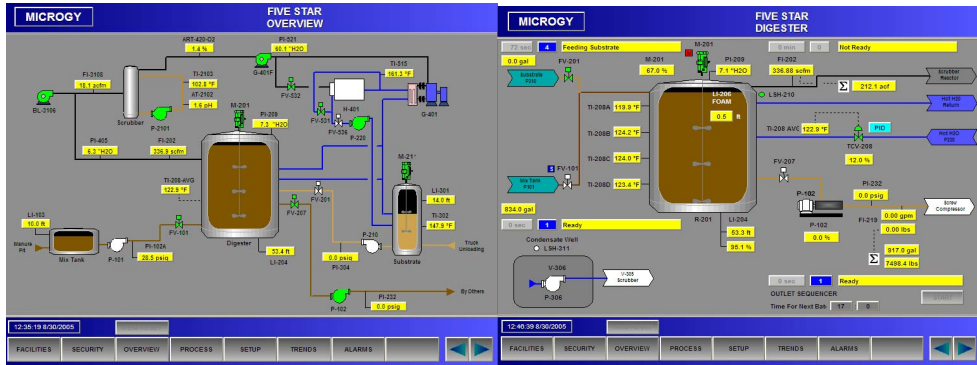 MICROGY
FIVE STAR
OVERVIEW
ART-420-O2
1.4 %
PI-521
60.1 "H2O
G-401F
FV-532
FI-3108
18.1 acfm
TI-2103
102.8 °F
AT-2102
1.6 pH
BL-2106
Scrubber
P-2101
TI-315
161.3 °F
H-401
FV-531
FV-536
P-220
G-401
M-201
PI-209
7.3 "H2O
PI-405
6.3 "H2O
FI-202
336.9 scfm
TI-208-AVG
122.9 °F
M-21
LI-301
14.0 ft
TI-302
147.9 °F
FV-201
FV-207
LI-103
10.0 ft
FV-101
Manure
Pit
Mix Tank
P-101
PI-102A
28.5 psig
Digester
53.4 ft
LI-204
P-210
0.0 psig
PI-204
Substrate
Truck
Unloading
PI-232
0.0 psig
P-102
By Others
12:35:19 8/30/2005
FACILITIES
SECURITY
OVERVIEW
PROCESS
SETUP
TRENDS
ALARMS
MICROGY
FIVE STAR
DIGESTER
72 sec
4
Feeding Substrate
0.0 gal
FV-201
Substrate
P210
M-201
M-201
67.0 %
PI-209
7.1 "H2O
0 min
0
Not Ready
FI-202
336.88 scfm
Scrubber
Reactor
Σ
212.1 acf
LI-206
FOAM
0.5
ft
LSH-210
Hot H20
Return
TI-208A
119.9 °F
TI-208B
124.2 °F
TI-208C
124.0 °F
TI-208D
123.4 °F
TI-208 AVG
122.9 °F
PID
TCV-208
12.0 %
FV-101
Mix Tank
P101
FV-207
P-102
PI-232
0.0 psig
Screw
Compressor
834.0 gal
0 sec
1
Ready
R-201
LI-204
53.3 ft
95.1 %
P-102
0.0 %
FI-219
0.00 gpm
0.00 lbs
Σ
917.0 gal
7488.4 lbs
Condensate Well
LSH-311
V-306
P-306
V-305
Scrubber
0 sec
1
Ready
OUTLET SEQUENCER
Time For Next Bat-
17
0
12:46:39 8/30/2005
FACILITIES
SECURITY
OVERVIEW
PROCESS
SETUP
TRENDS
ALARMS